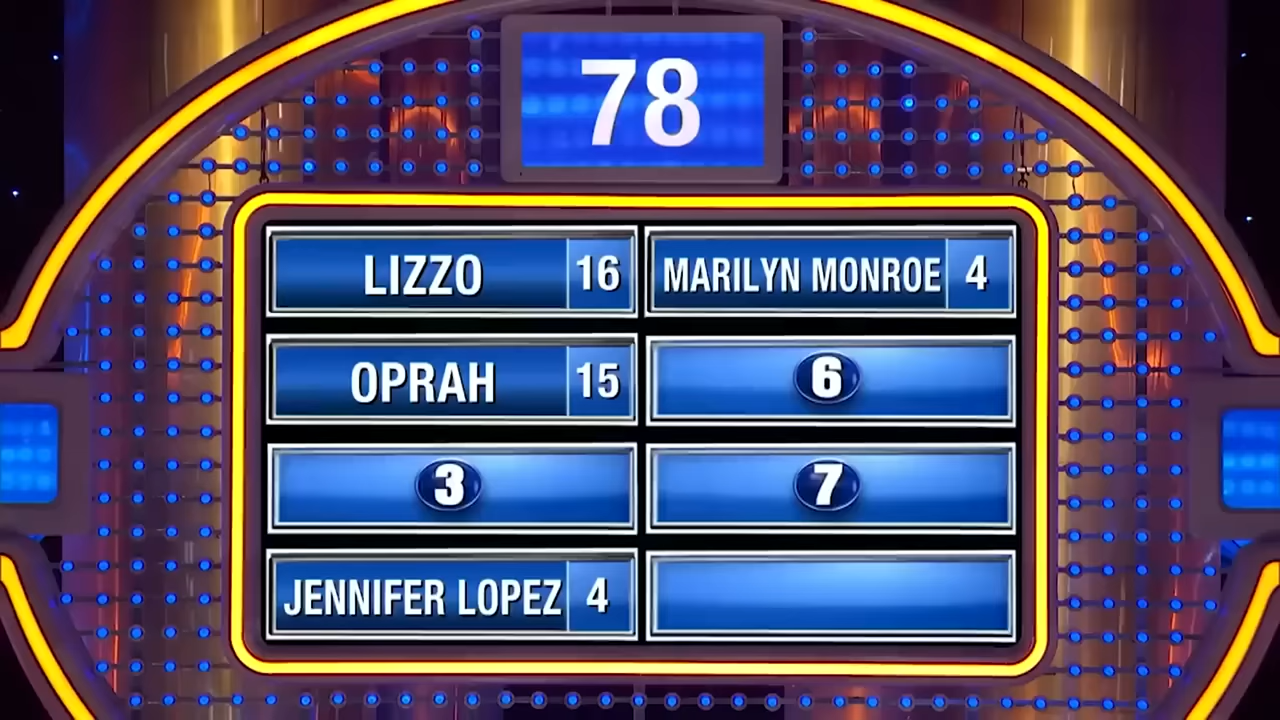 78
LIZZO 16
MARILYN MONROE 4
OPRAH 15
6
3
7
JENNIFER LOPEZ 4